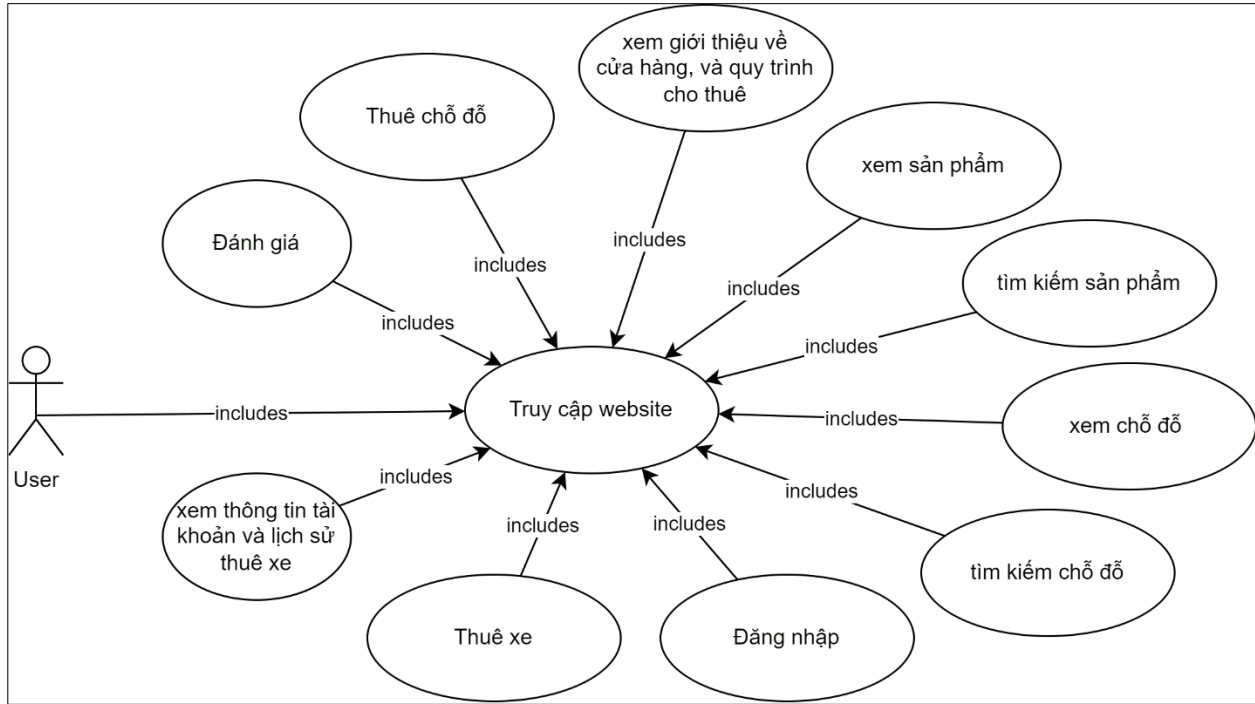 xem giới thiệu về
cửa hàng, và quy trình
cho thuê
Thuê chỗ đỗ
xem sản phẩm
Đánh giá
includes
includes
includes
tìm kiếm sản phẩm
includes
includes
includes
Truy cập website
includes
xem chỗ đỗ
User
includes
includes
xem thông tin tài
khoản và lịch sử
thuê xe
includes
includes
tìm kiếm chỗ đỗ
Thuê xe
Đăng nhập